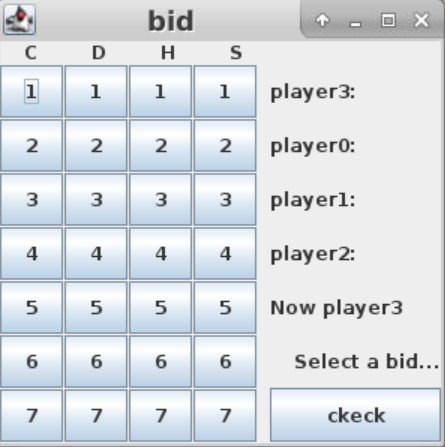 bid
C D H S
1 1 1 1 player3:
2 2 2 2 player0:
3 3 3 3 player1:
4 4 4 4 player2:
5 5 5 5 Now player3
6 6 6 6 Select a bid...
7 7 7 7 ckeck